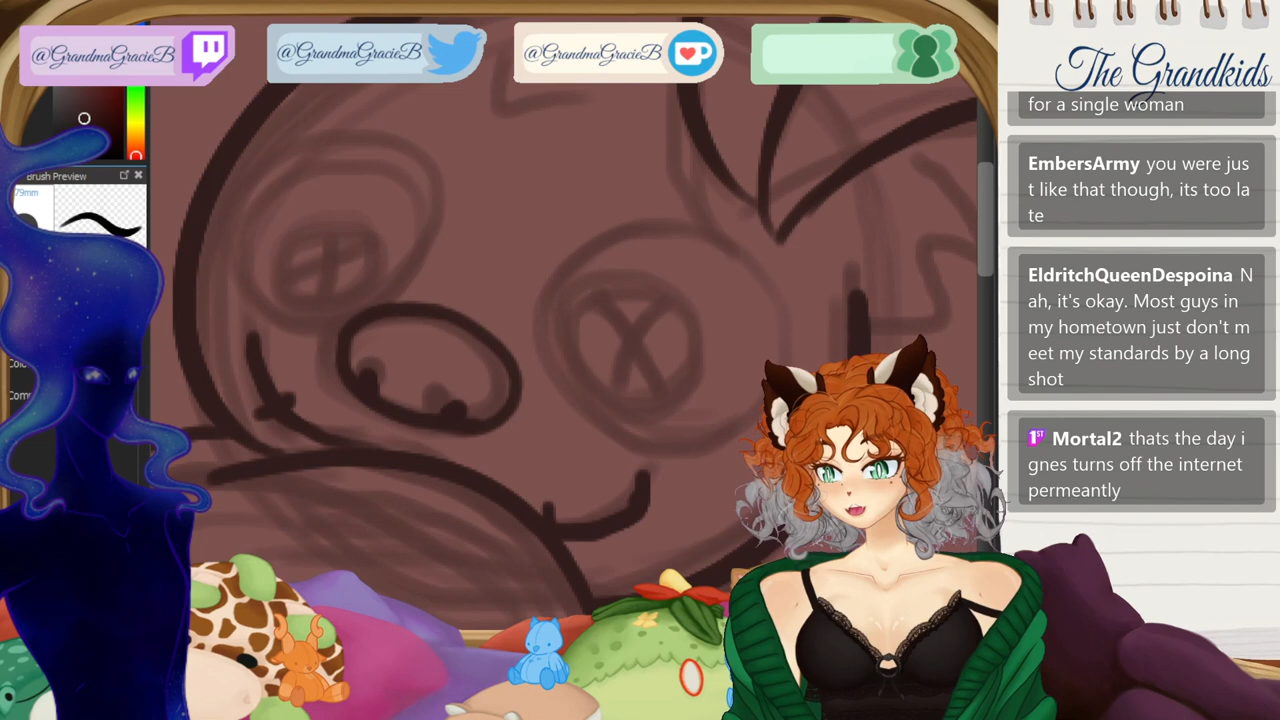 @GrandmaGracieB
@GrandmaGracieB
@GrandmaGracieB
The Grandkids
for a single woman
Brush Preview
79mm
EmbersArmy you were jus
t like that though, its too la
te
EldritchQueenDespoina N
ah, it's okay. Most guys in
my hometown just don't m
eet my standards by a long
shot
1ST Mortal2 thats the day i
gnes turns off the internet
permeantly